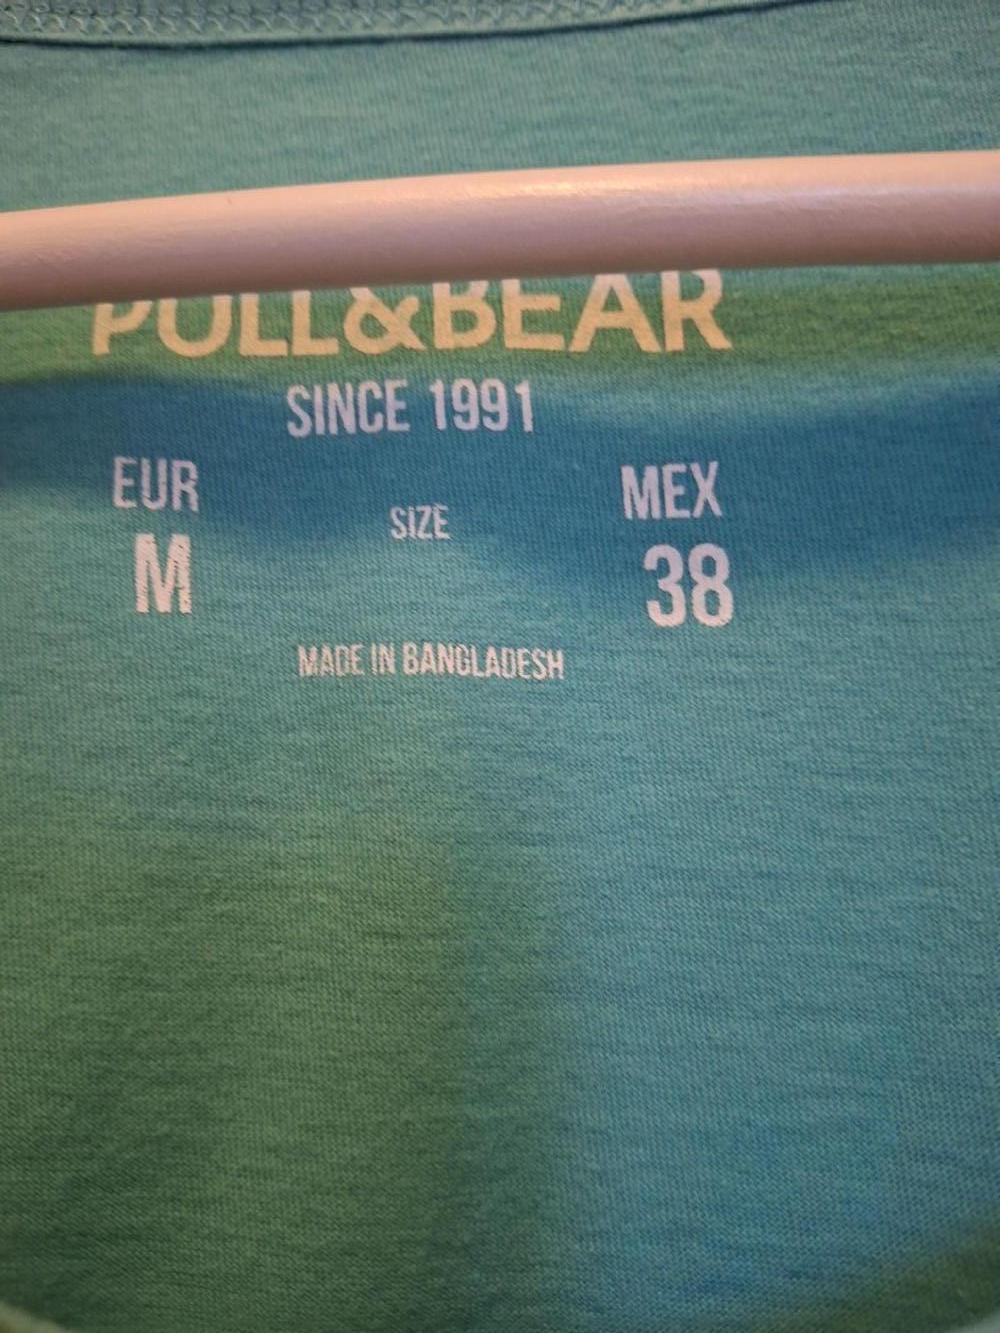 PULL&BEAR
SINCE 1991
EUR SIZE MEX
M 38
MADE IN BANGLADESH